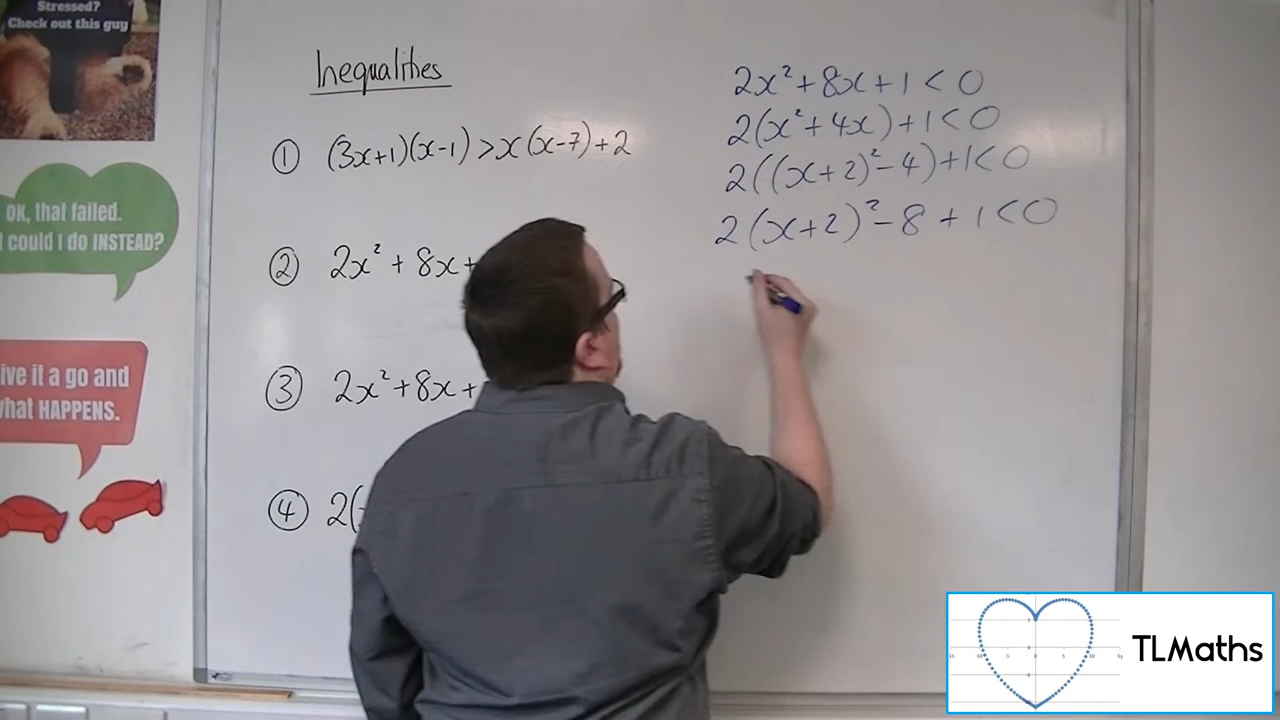 Stressed?
Check out this guy
OK, that failed.
could I do INSTEAD?
ive it a go and
what HAPPENS.
Inequalities
① (3x+1)(x-1) > x(x-7)+2
② 2x² + 8x+
③ 2x² + 8x +
④ 2(
2x² + 8x + 1 < 0
2(x² + 4x) + 1 < 0
2((x+2)² - 4) + 1 < 0
2(x+2)² - 8 + 1 < 0
TLMaths